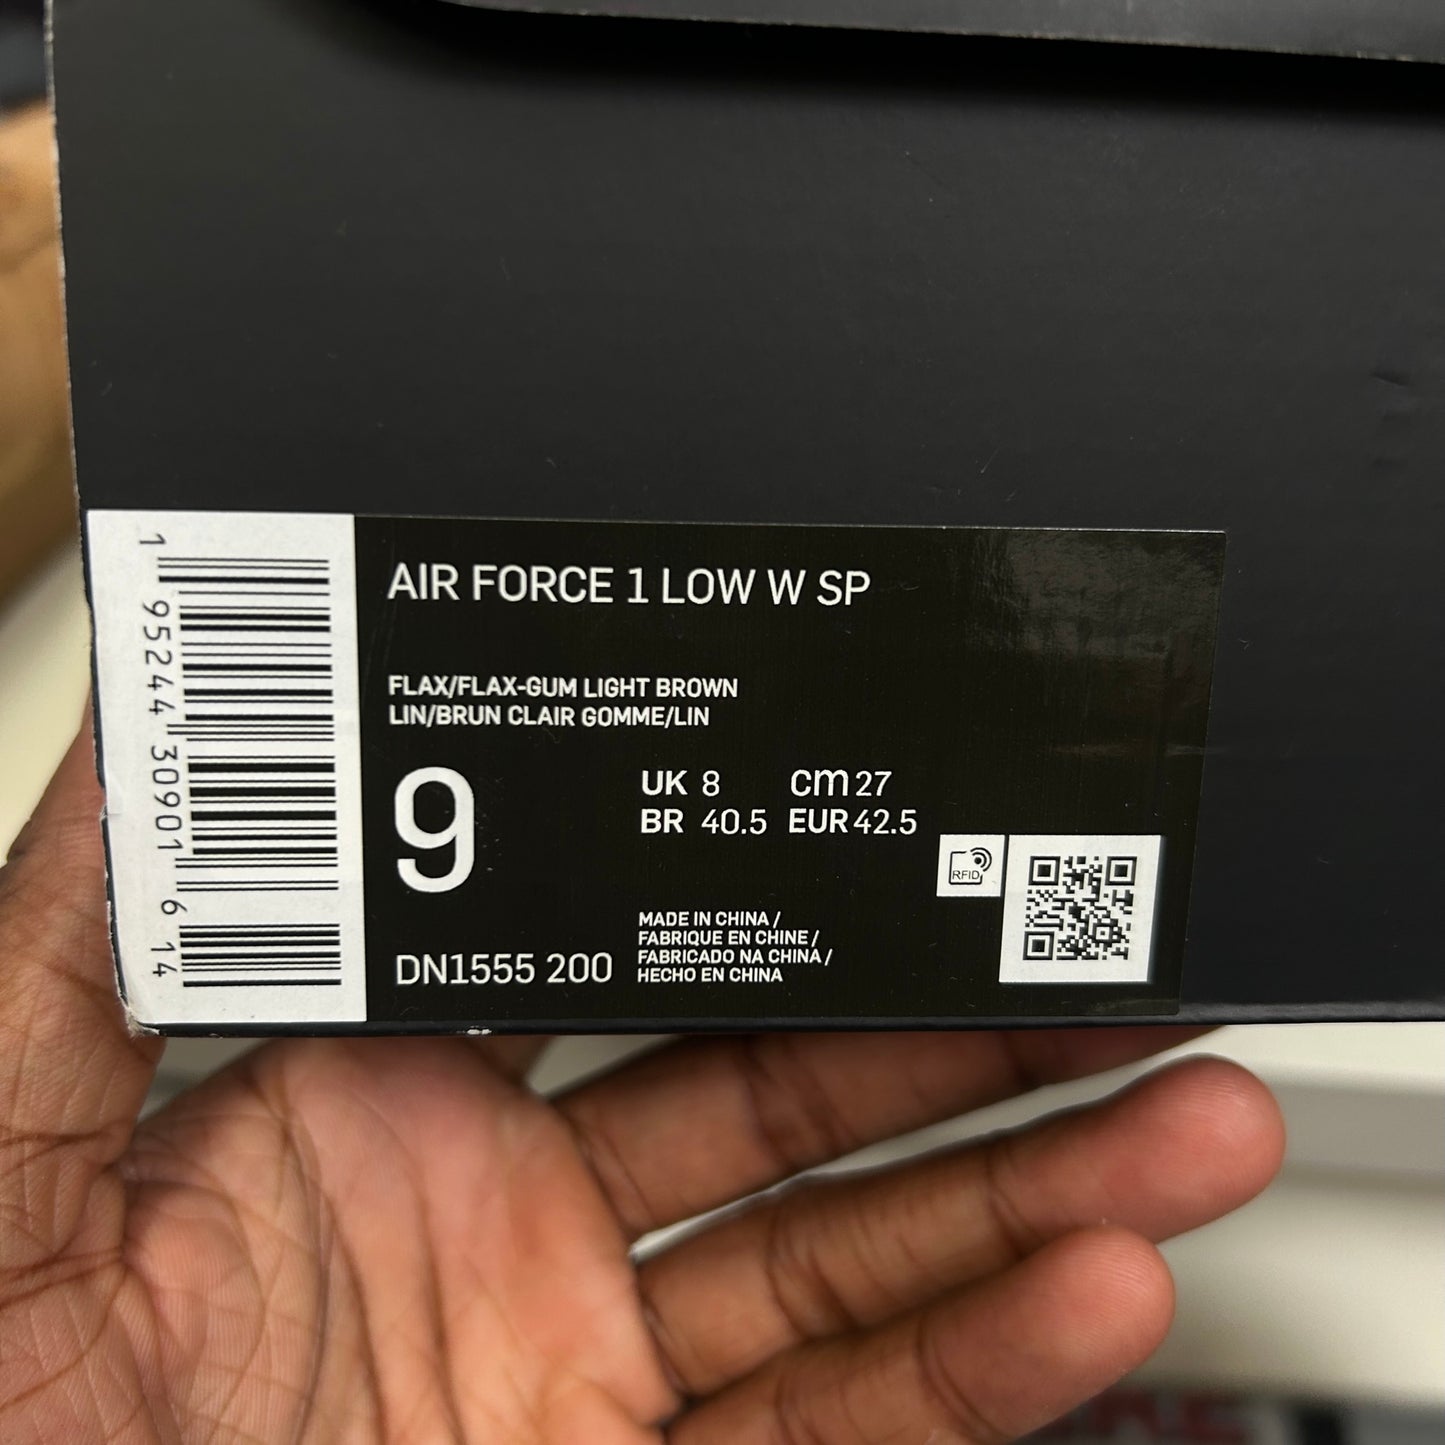 AIR FORCE 1 LOW W SP
FLAX/FLAX-GUM LIGHT BROWN
LIN/BRUN CLAIR GOMME/LIN
9
UK 8 cm 27
BR 40.5 EUR 42.5
RFID
DN1555 200
MADE IN CHINA /
FABRIQUE EN CHINE /
FABRICADO NA CHINA /
HECHO EN CHINA
1 95244 30901 6 14